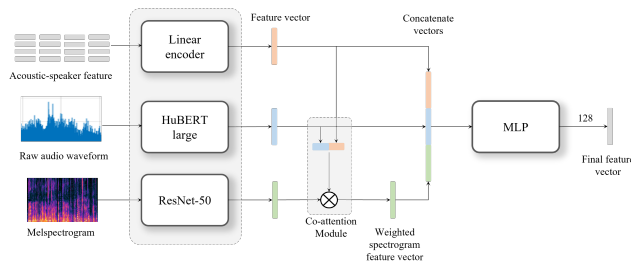 Feature vector
Concatenate
vectors
Linear
encoder
Acoustic-speaker feature
HuBERT
large
MLP
128
Raw audio waveform
Final feature
vector
ResNet-50
Melspectrogram
Co-attention
Module
Weighted
spectrogram
feature vector